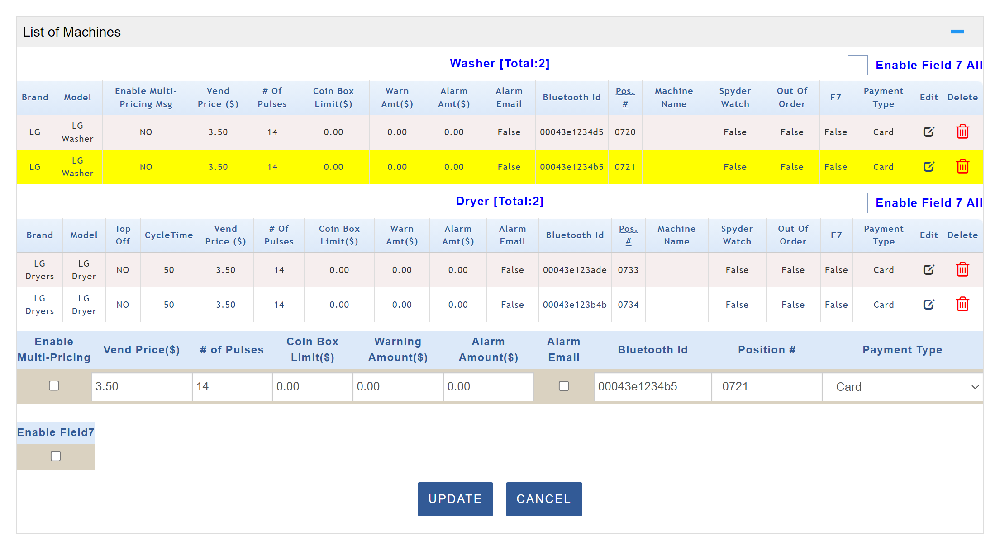 List of Machines
Washer [Total:2]
Enable Field 7 All
Brand Model Enable Multi-Pricing Msg Vend Price ($) # Of Pulses Coin Box Limit($) Warn Amt($) Alarm Amt($) Alarm Email Bluetooth Id Pos. # Machine Name Spyder Watch Out Of Order F7 Payment Type Edit Delete
LG LG Washer NO 3.50 14 0.00 0.00 0.00 False 00043e1234d5 0720 False False False Card
LG LG Washer NO 3.50 14 0.00 0.00 0.00 False 00043e1234b5 0721 False False False Card
Dryer [Total:2]
Enable Field 7 All
Brand Model Top Off CycleTime Vend Price ($) # Of Pulses Coin Box Limit($) Warn Amt($) Alarm Amt($) Alarm Email Bluetooth Id Pos. # Machine Name Spyder Watch Out Of Order F7 Payment Type Edit Delete
LG Dryers LG Dryer NO 50 3.50 14 0.00 0.00 0.00 False 00043e123ade 0733 False False False Card
LG Dryers LG Dryer NO 50 3.50 14 0.00 0.00 0.00 False 00043e123b4b 0734 False False False Card
Enable Multi-Pricing Vend Price($) # of Pulses Coin Box Limit($) Warning Amount($) Alarm Amount($) Alarm Email Bluetooth Id Position # Payment Type
3.50 14 0.00 0.00 0.00 00043e1234b5 0721 Card
Enable Field7
UPDATE CANCEL